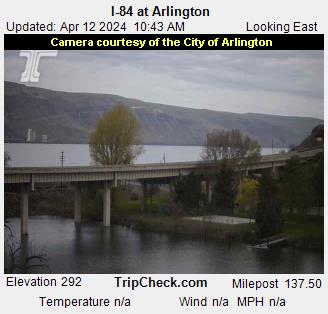 I-84 at Arlington
Updated: Apr 12 2024 10:43 AM Looking East
Camera courtesy of the City of Arlington
Elevation 292 TripCheck.com Milepost 137.50
Temperature n/a Wind n/a MPH n/a